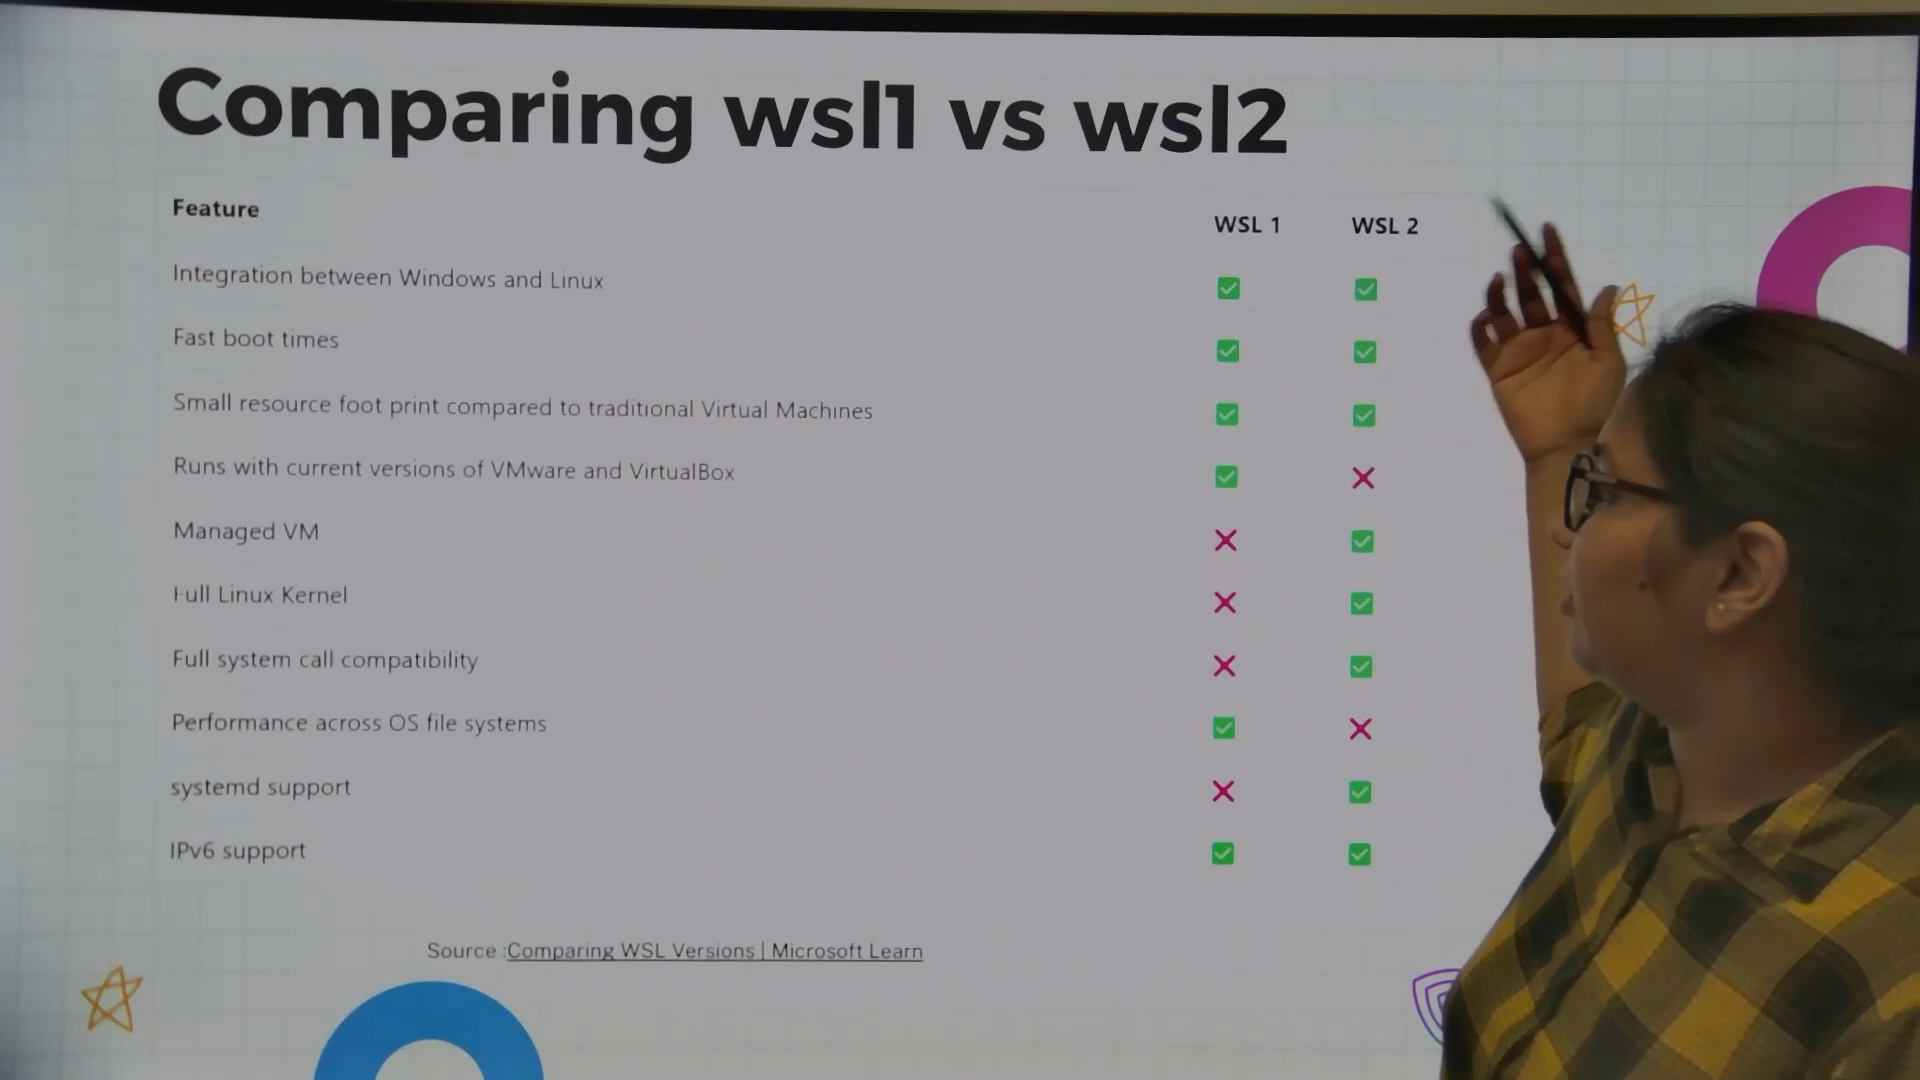 Comparing wsl1 vs wsl2
Feature WSL 1 WSL 2
Integration between Windows and Linux ✅ ✅
Fast boot times ✅ ✅
Small resource foot print compared to traditional Virtual Machines ✅ ✅
Runs with current versions of VMware and VirtualBox ✅ ❌
Managed VM ❌ ✅
Full Linux Kernel ❌ ✅
Full system call compatibility ❌ ✅
Performance across OS file systems ✅ ❌
systemd support ❌ ✅
IPv6 support ✅ ✅
Source :Comparing WSL Versions | Microsoft Learn